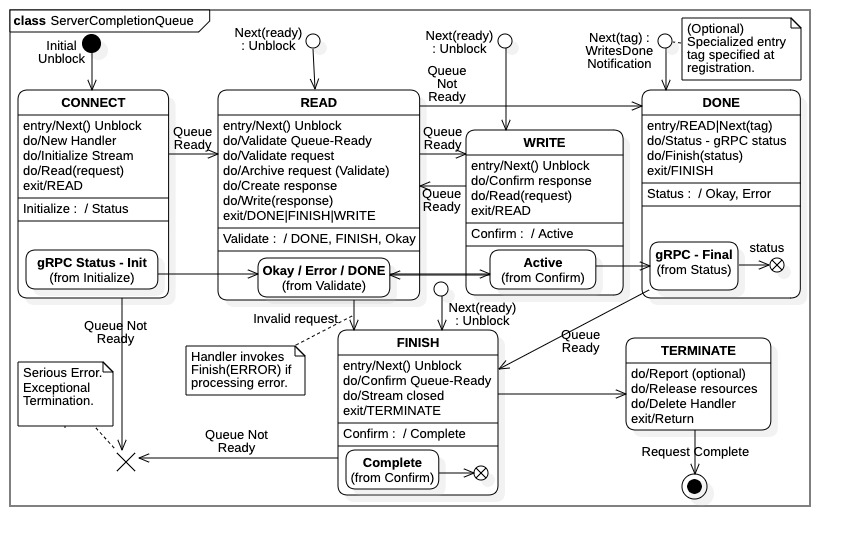 class ServerCompletionQueue
Initial
Unblock
Next(ready)
: Unblock
Next(ready)
: Unblock
Next(tag) :
WritesDone
Notification
(Optional)
Specialized entry
tag specified at
registration.
CONNECT
entry/Next() Unblock
do/New Handler
do/Initialize Stream
do/Read(request)
exit/READ
Initialize : / Status
gRPC Status - Init
(from Initialize)
Queue
Ready
READ
entry/Next() Unblock
do/Validate Queue-Ready
do/Validate request
do/Archive request (Validate)
do/Create response
do/Write(response)
exit/DONE|FINISH|WRITE
Validate : / DONE, FINISH, Okay
Okay / Error / DONE
(from Validate)
Queue
Not
Ready
Queue
Ready
Queue
Ready
WRITE
entry/Next() Unblock
do/Confirm response
do/Read(request)
exit/READ
Confirm : / Active
Active
(from Confirm)
DONE
entry/READ|Next(tag)
do/Status - gRPC status
do/Finish(status)
exit/FINISH
Status : / Okay, Error
gRPC - Final
(from Status)
status
Queue Not
Ready
Invalid request
Next(ready)
: Unblock
Queue
Ready
Serious Error.
Exceptional
Termination.
Handler invokes
Finish(ERROR) if
processing error.
FINISH
entry/Next() Unblock
do/Confirm Queue-Ready
do/Stream closed
exit/TERMINATE
Confirm : / Complete
Complete
(from Confirm)
Queue Not
Ready
TERMINATE
do/Report (optional)
do/Release resources
do/Delete Handler
exit/Return
Request Complete